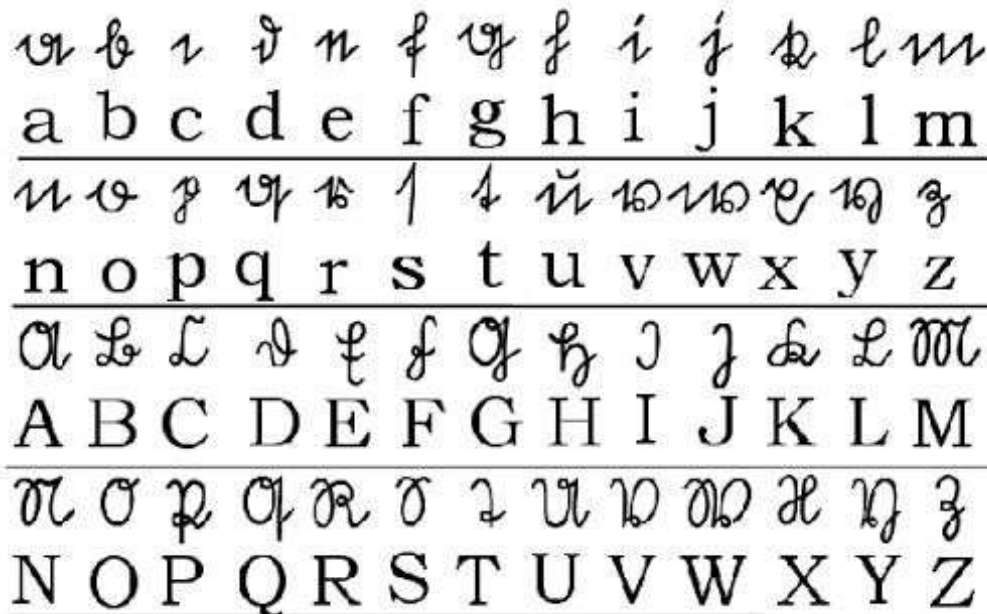 a b c d e f g h i j k l m
a b c d e f g h i j k l m
n o p q r s t u v w x y z
n o p q r s t u v w x y z
A B C D E F G H I J K L M
A B C D E F G H I J K L M
N O P Q R S T U V W X Y Z
N O P Q R S T U V W X Y Z